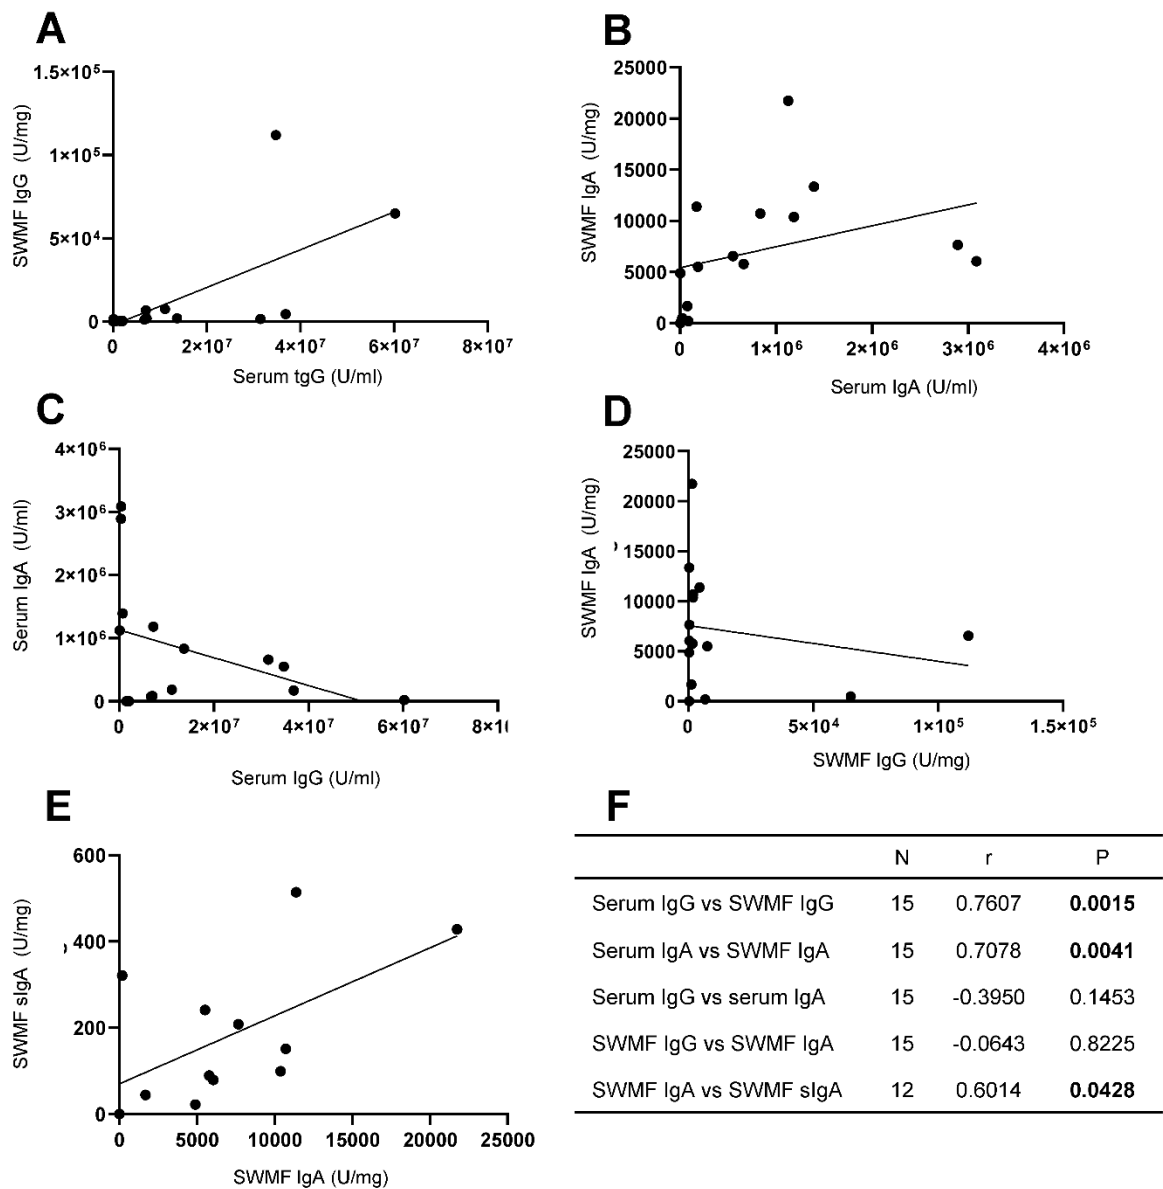 A
SWMF IgG (U/mg)
1.5×10⁵
1×10⁵
5×10⁴
0
0 2×10⁷ 4×10⁷ 6×10⁷ 8×10⁷
Serum tgG (U/ml)
B
SWMF IgA (U/mg)
25000
20000
15000
10000
5000
0
0 1×10⁶ 2×10⁶ 3×10⁶ 4×10⁶
Serum IgA (U/ml)
C
Serum IgA (U/ml)
4×10⁶
3×10⁶
2×10⁶
1×10⁶
0
0 2×10⁷ 4×10⁷ 6×10⁷ 8×1
Serum IgG (U/ml)
D
SWMF IgA (U/mg)
25000
20000
15000
10000
5000
0
0 5×10⁴ 1×10⁵ 1.5×10⁵
SWMF IgG (U/mg)
E
SWMF sIgA (U/mg)
600
400
200
0
0 5000 10000 15000 20000 25000
SWMF IgA (U/mg)
F
N r P
Serum IgG vs SWMF IgG 15 0.7607 0.0015
Serum IgA vs SWMF IgA 15 0.7078 0.0041
Serum IgG vs serum IgA 15 -0.3950 0.1453
SWMF IgG vs SWMF IgA 15 -0.0643 0.8225
SWMF IgA vs SWMF sIgA 12 0.6014 0.0428